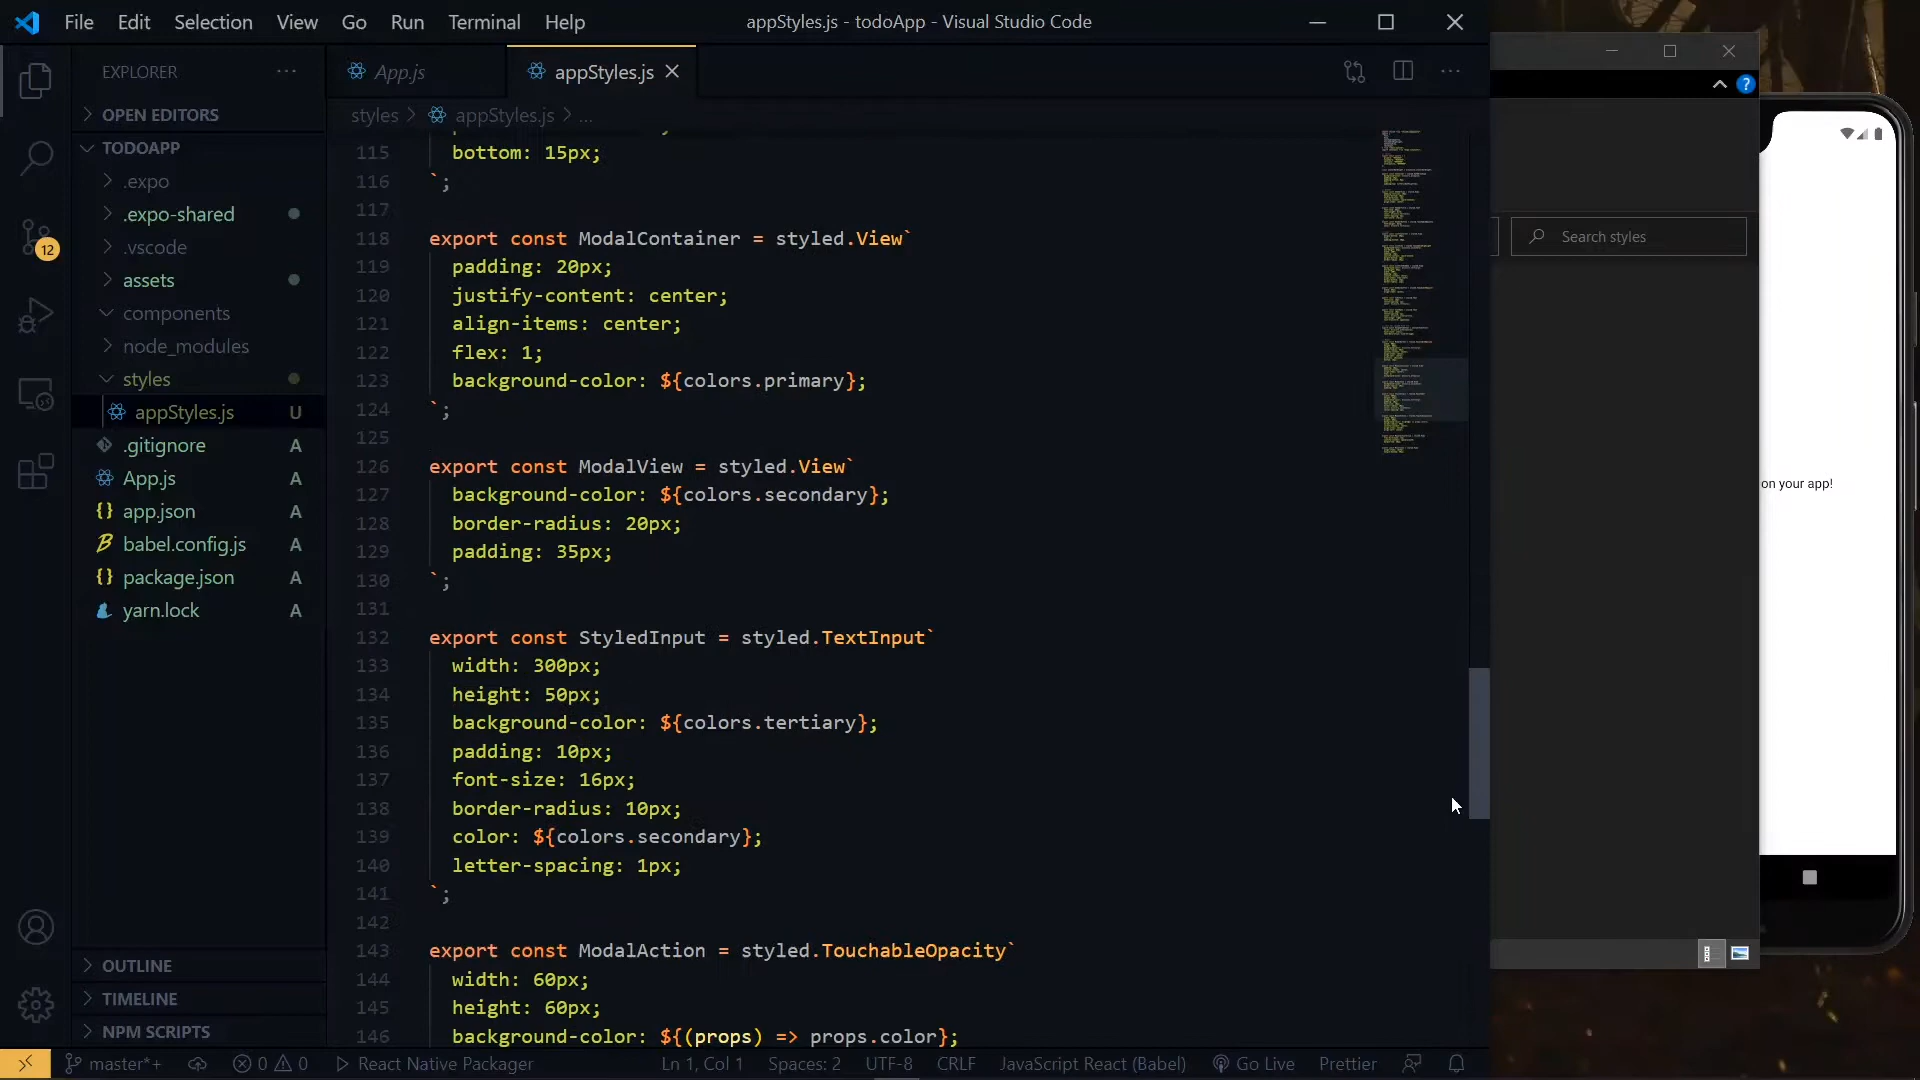 File Edit Selection View Go Run Terminal Help
appStyles.js - todoApp - Visual Studio Code
EXPLORER
OPEN EDITORS
TODOAPP
.expo
.expo-shared
.vscode
assets
components
node_modules
styles
appStyles.js U
.gitignore A
App.js A
app.json A
babel.config.js A
package.json A
yarn.lock A
OUTLINE
TIMELINE
NPM SCRIPTS
12
App.js
appStyles.js
styles > appStyles.js > ...
115 bottom: 15px;
116 `;
117
118 export const ModalContainer = styled.View`
119 padding: 20px;
120 justify-content: center;
121 align-items: center;
122 flex: 1;
123 background-color: ${colors.primary};
124 `;
125
126 export const ModalView = styled.View`
127 background-color: ${colors.secondary};
128 border-radius: 20px;
129 padding: 35px;
130 `;
131
132 export const StyledInput = styled.TextInput`
133 width: 300px;
134 height: 50px;
135 background-color: ${colors.tertiary};
136 padding: 10px;
137 font-size: 16px;
138 border-radius: 10px;
139 color: ${colors.secondary};
140 letter-spacing: 1px;
141 `;
142
143 export const ModalAction = styled.TouchableOpacity`
144 width: 60px;
145 height: 60px;
146 background-color: ${(props) => props.color};
master*+ 0 0 React Native Packager Ln 1, Col 1 Spaces: 2 UTF-8 CRLF JavaScript React (Babel) Go Live Prettier
?
Search styles
on your app!